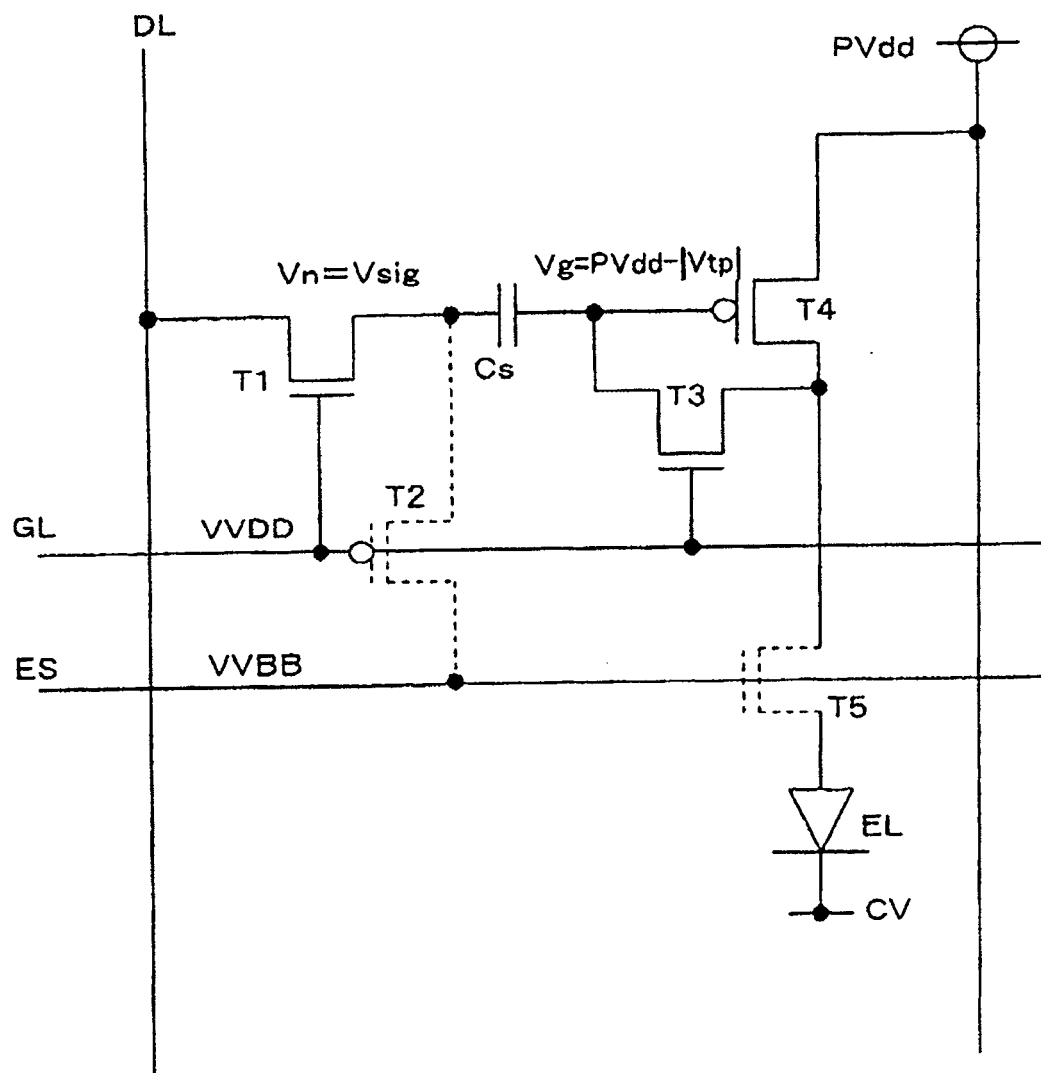 DL
PVdd
Vn=Vsig
Vg=PVdd-|Vtp|
T4
T1
Cs
T3
T2
GL
VVDD
ES
VVBB
T5
EL
CV